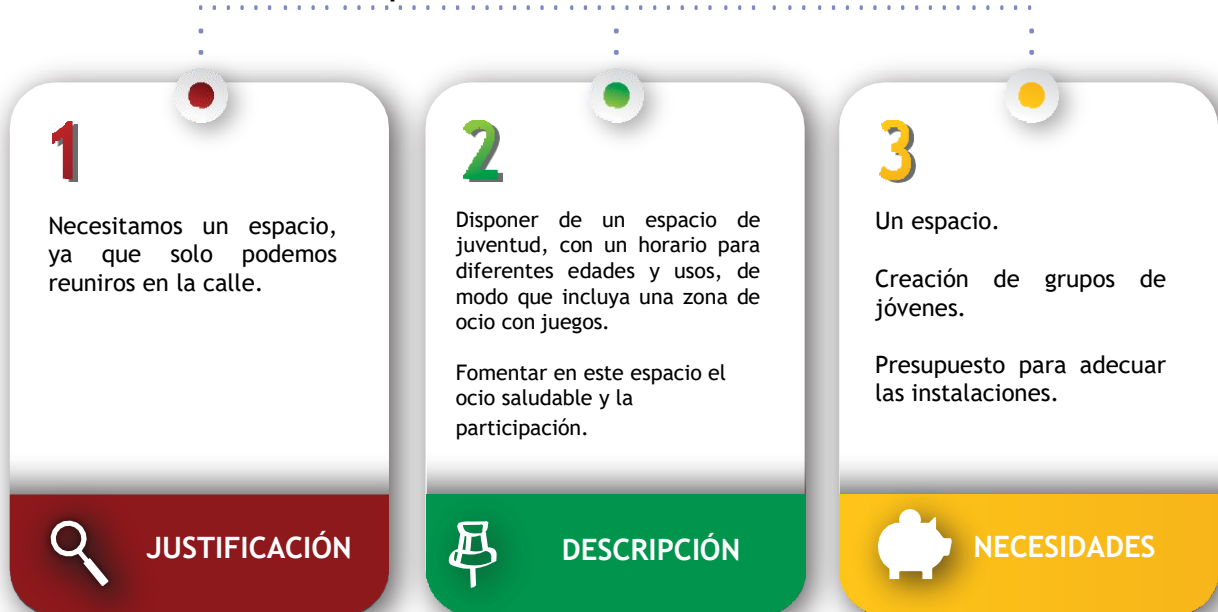 1
Necesitamos un espacio,
ya que solo podemos
reuniros en la calle.
JUSTIFICACIÓN
2
Disponer de un espacio de
juventud, con un horario para
diferentes edades y usos, de
modo que incluya una zona de
ocio con juegos.
Fomentar en este espacio el
ocio saludable y la
participación.
DESCRIPCIÓN
3
Un espacio.
Creación de grupos de
jóvenes.
Presupuesto para adecuar
las instalaciones.
NECESIDADES